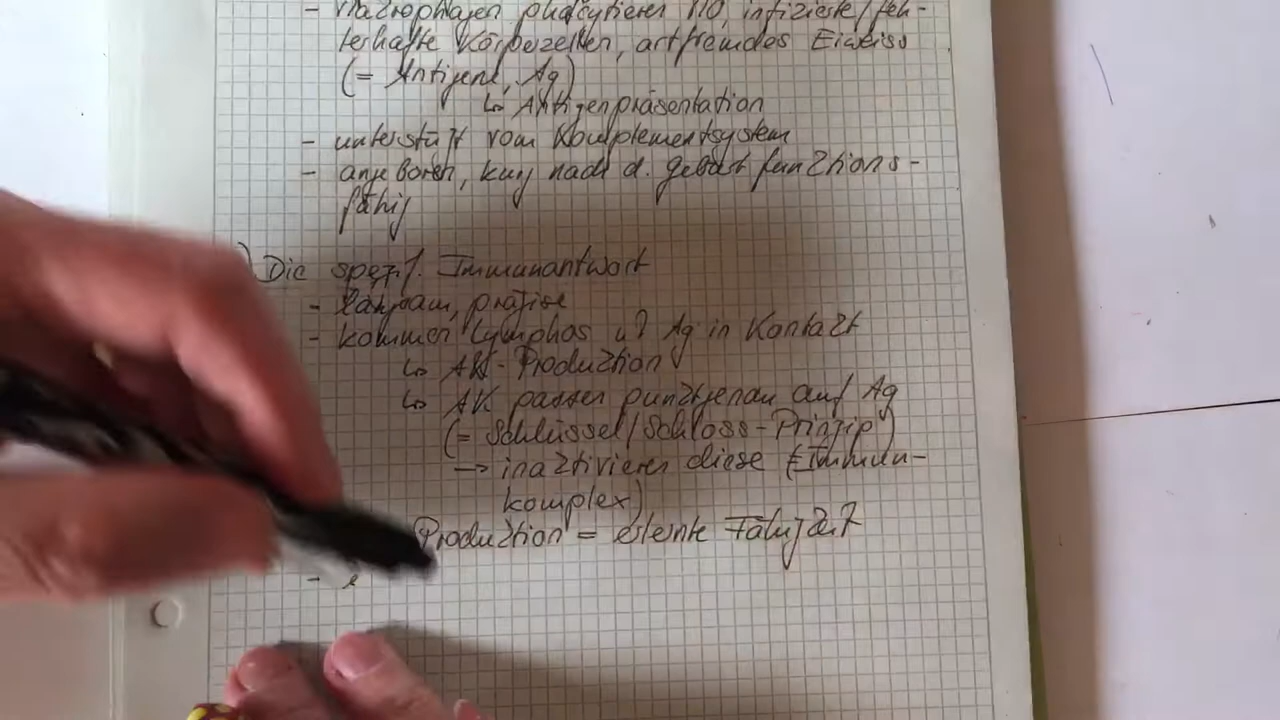 - Makrophagen phagozytieren MO, infizierte/feh-
lerhafte Körperzellen, artfremdes Eiweiss
(= Antigene, Ag)
↳ Antigenpräsentation
- unterstützt vom Komplementsystem
- angeboren, kurz nach d. Geburt funktions-
fähig
) Die spezif. Immunantwort
- langsam, präzise
- kommen Lymphos Ag in Kontakt
↳ AK-Produktion
↳ AK passen punktgenau auf Ag
(= Schlüssel/Schloss-Prinzip)
→ inaktivieren diese (Immun-
komplex)
Produktion = erlernte Fähigkeit
-